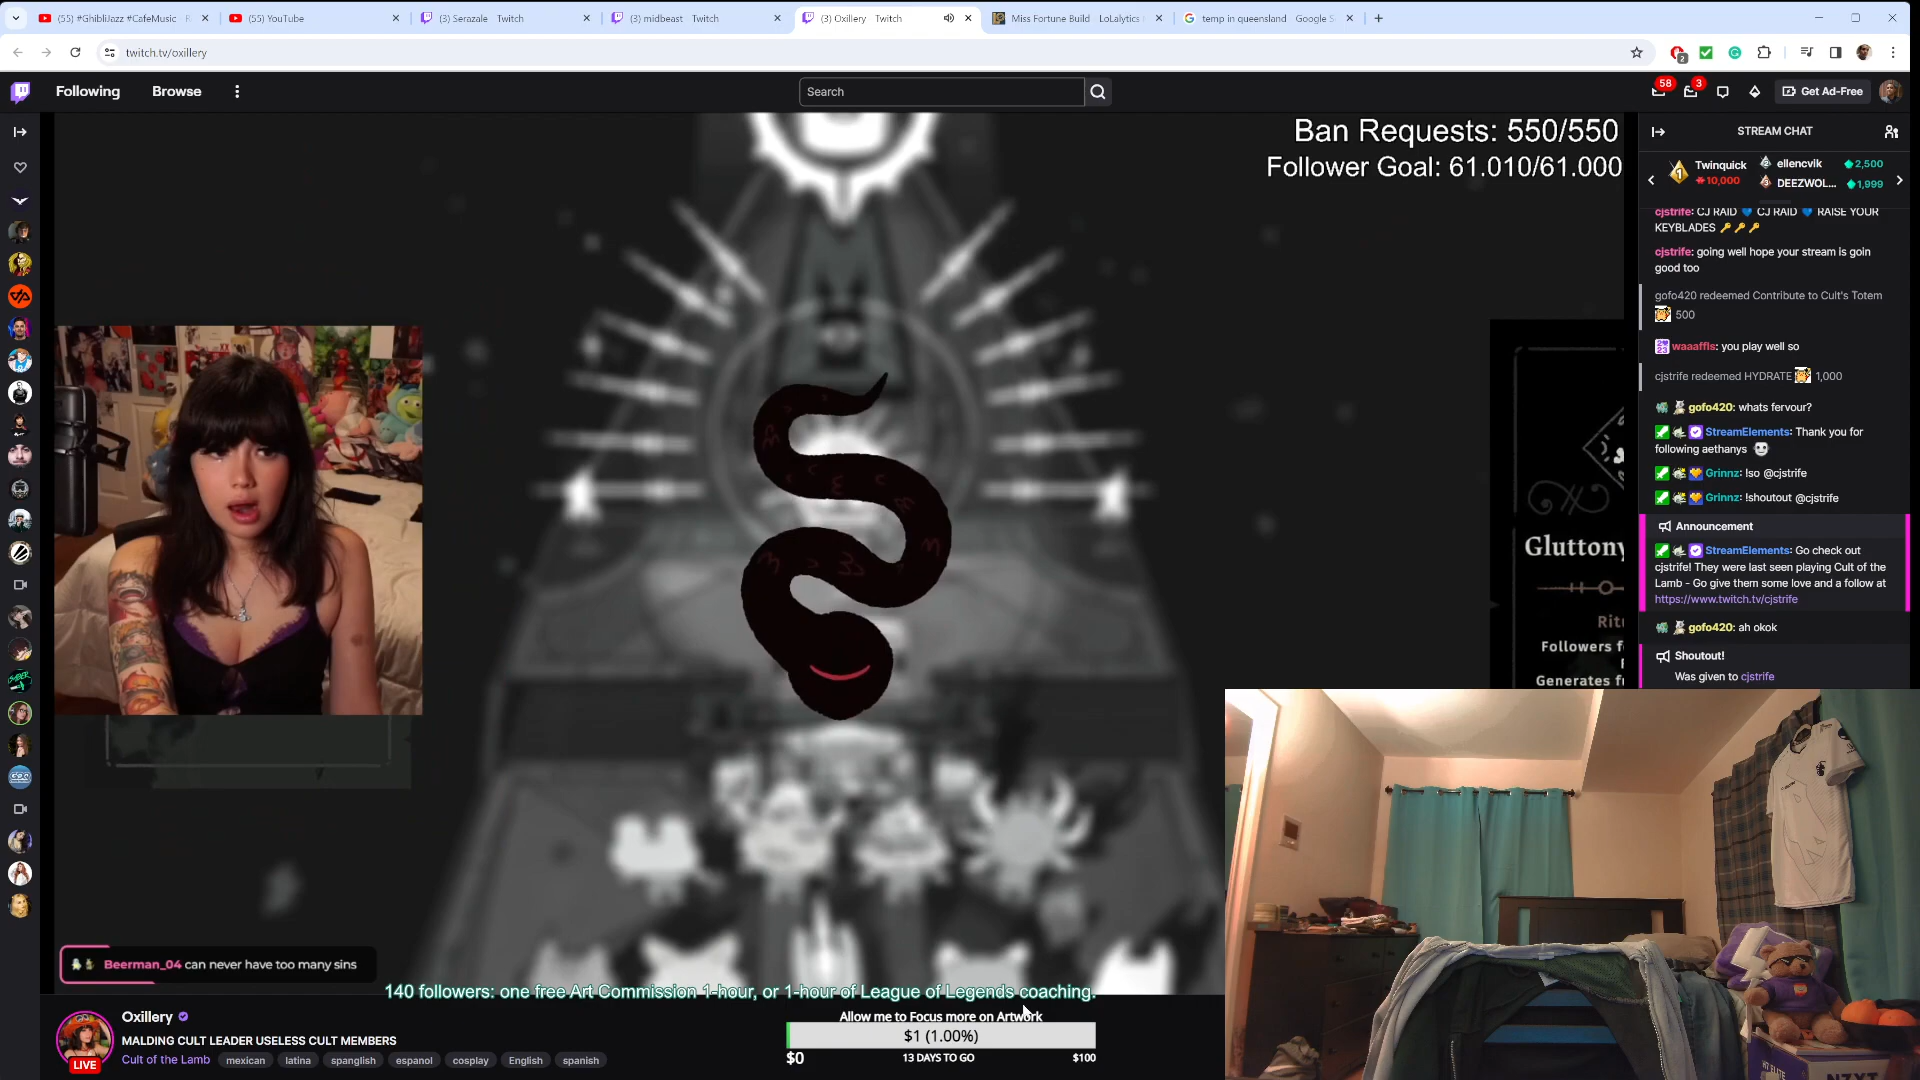 (55) #GhibliJazz #CafeMusic
(55) YouTube
(3) Serazale - Twitch
(3) midbeast - Twitch
(3) Oxillery - Twitch
Miss Fortune Build - LoLalytics
temp in queensland - Google S
twitch.tv/oxillery
2
Following
Browse
Search
58
3
Get Ad-Free
Ban Requests: 550/550
Follower Goal: 61.010/61.000
STREAM CHAT
1
Twinquick
10,000
2
ellencvik
2,500
3
DEEZWOL...
1,999
cjstrife: CJ RAID 💙 CJ RAID 💙 RAISE YOUR
KEYBLADES 🔑🔑🔑
cjstrife: going well hope your stream is goin
good too
gofo420 redeemed Contribute to Cult's Totem
500
waaaffls: you play well so
cjstrife redeemed HYDRATE 1,000
gofo420: whats fervour?
StreamElements: Thank you for
following aethanys
Grinnz: !so @cjstrife
Grinnz: !shoutout @cjstrife
Announcement
StreamElements: Go check out
cjstrife! They were last seen playing Cult of the
Lamb - Go give them some love and a follow at
https://www.twitch.tv/cjstrife
gofo420: ah okok
Shoutout!
Was given to cjstrife
Gluttony
Ritu
Followers f
Generates f
Beerman_04 can never have too many sins
140 followers: one free Art Commission 1-hour, or 1-hour of League of Legends coaching.
Oxillery
LIVE
MALDING CULT LEADER USELESS CULT MEMBERS
Cult of the Lamb
mexican
latina
spanglish
espanol
cosplay
English
spanish
Allow me to Focus more on Artwork
$1 (1.00%)
$0
13 DAYS TO GO
$100
NZXT